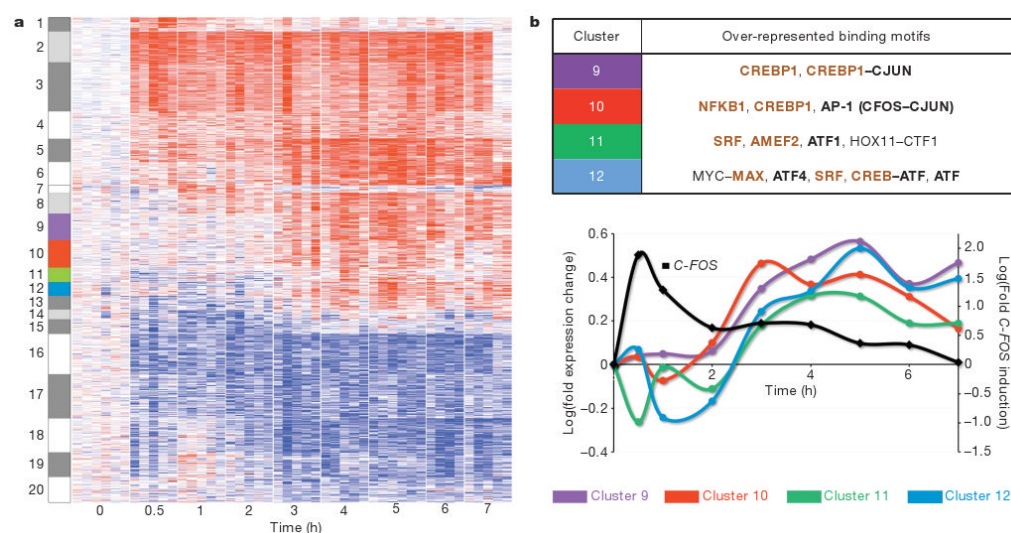 a
1
2
3
4
5
6
7
8
9
10
11
12
13
14
15
16
17
18
19
20
0 0.5 1 2 3 4 5 6 7
Time (h)
b
Cluster Over-represented binding motifs
9 CREBP1, CREBP1–CJUN
10 NFKB1, CREBP1, AP-1 (CFOS–CJUN)
11 SRF, AMEF2, ATF1, HOX11–CTF1
12 MYC–MAX, ATF4, SRF, CREB–ATF, ATF
Log(fold expression change)
0.6
0.4
0.2
0
−0.2
−0.4
C-FOS
2 4 6
Time (h)
2.0
1.5
1.0
0.5
0
−0.5
−1.0
−1.5
Log(Fold C-FOS induction)
Cluster 9 Cluster 10 Cluster 11 Cluster 12